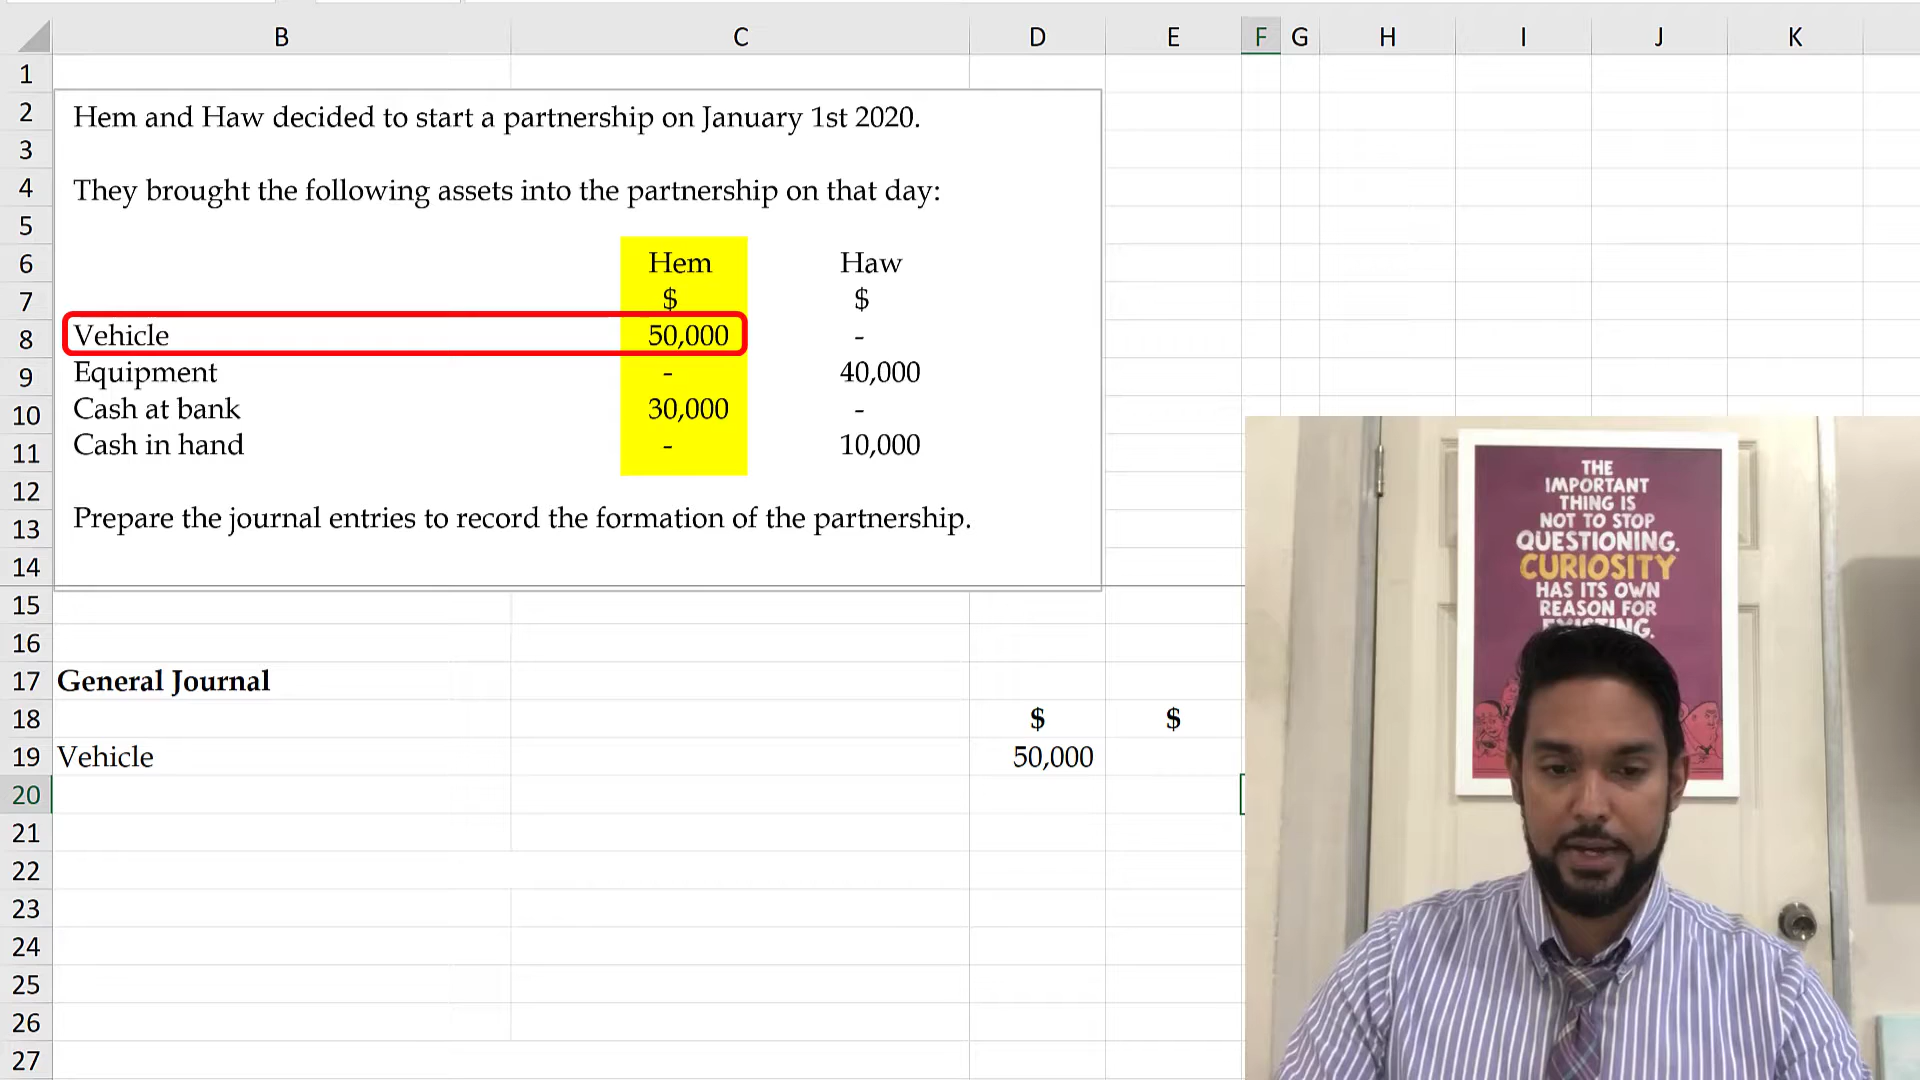 B C D E F G H I J K
1
2 Hem and Haw decided to start a partnership on January 1st 2020.
3
4 They brought the following assets into the partnership on that day:
5
6 Hem Haw
7 $ $
8 Vehicle 50,000 -
9 Equipment - 40,000
10 Cash at bank 30,000 -
11 Cash in hand - 10,000
12
13 Prepare the journal entries to record the formation of the partnership.
14
15
16
17 General Journal
18 $ $
19 Vehicle 50,000
20
21
22
23
24
25
26
27
THE
IMPORTANT
THING IS
NOT TO STOP
QUESTIONING.
CURIOSITY
HAS ITS OWN
REASON FOR
EXISTING.